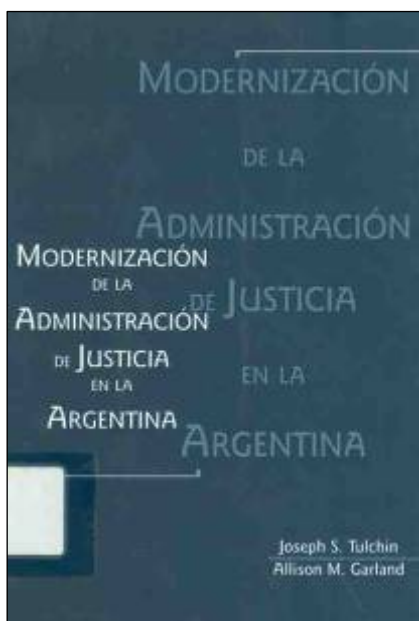 MODERNIZACIÓN
DE LA
ADMINISTRACIÓN
DE JUSTICIA
EN LA
ARGENTINA
MODERNIZACIÓN
DE LA
ADMINISTRACIÓN
DE JUSTICIA
EN LA
ARGENTINA
Joseph S. Tulchin
Allison M. Garland